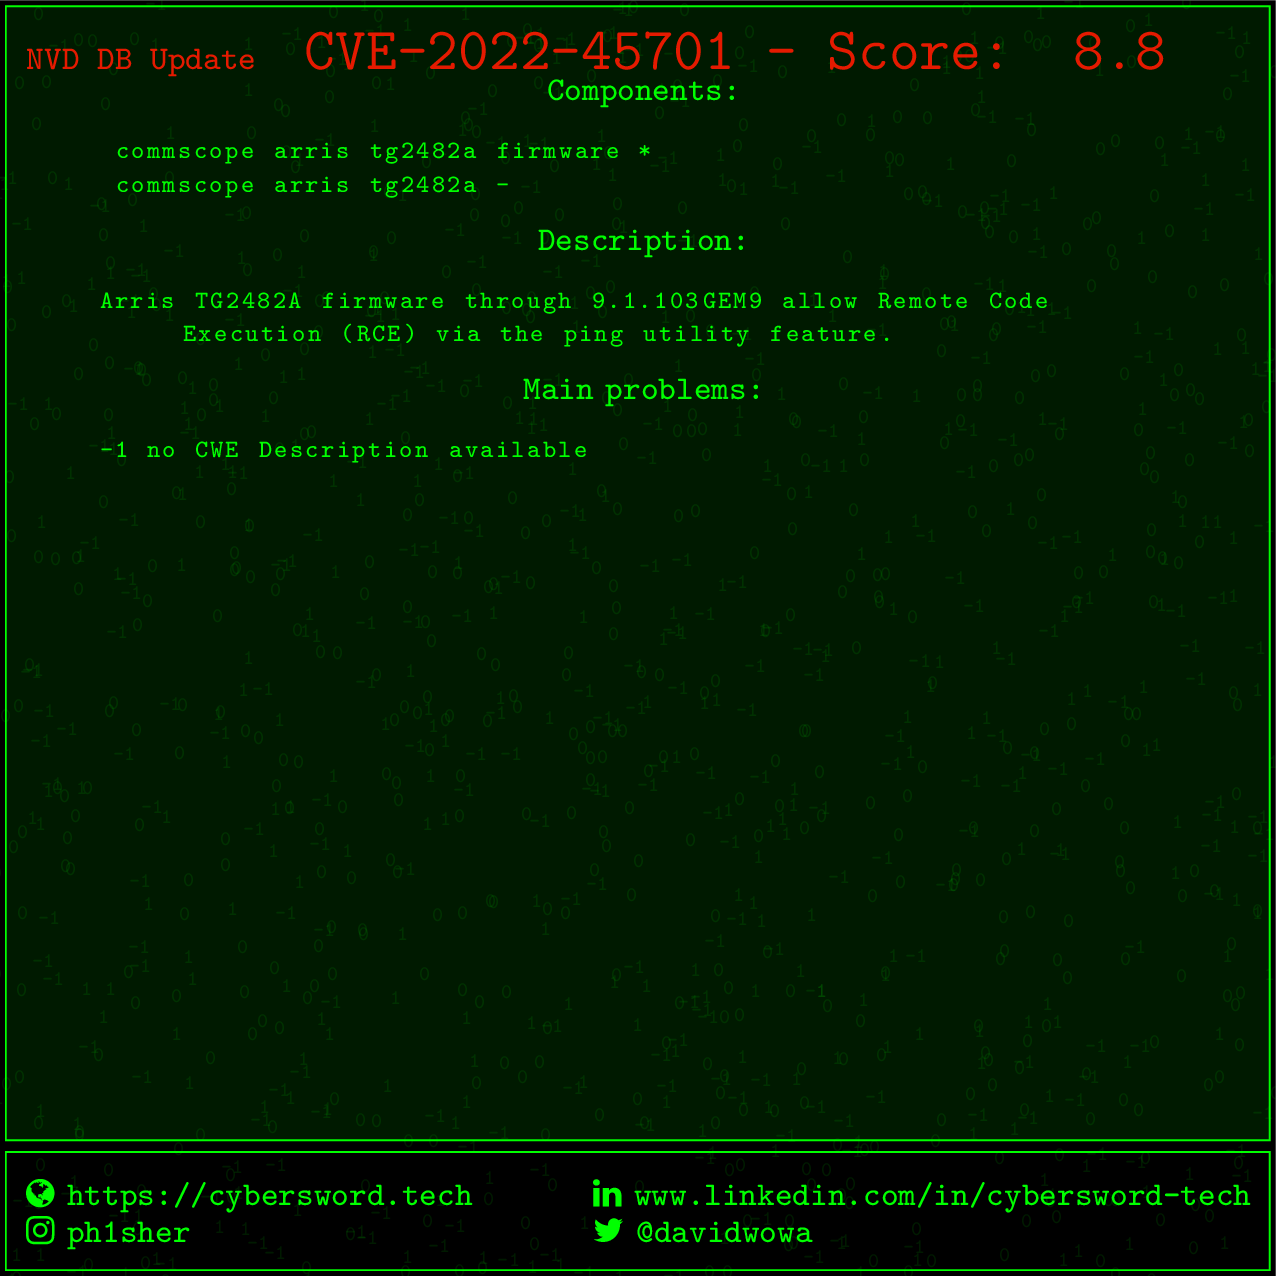 NVD DB Update CVE-2022-45701 - Score: 8.8
Components:
commscope arris tg2482a firmware *
commscope arris tg2482a -
Description:
Arris TG2482A firmware through 9.1.103GEM9 allow Remote Code
Execution (RCE) via the ping utility feature.
Main problems:
-1 no CWE Description available
https://cybersword.tech
www.linkedin.com/in/cybersword-tech
ph1sher
@davidwowa